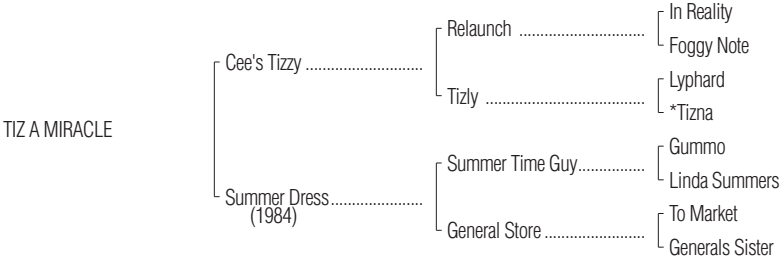 In Reality
Relaunch ..............................
Foggy Note
Cee's Tizzy ............................
Lyphard
Tizly ......................................
*Tizna
TIZ A MIRACLE
Gummo
Summer Time Guy................
Linda Summers
Summer Dress......................
(1984)
To Market
General Store ........................
Generals Sister